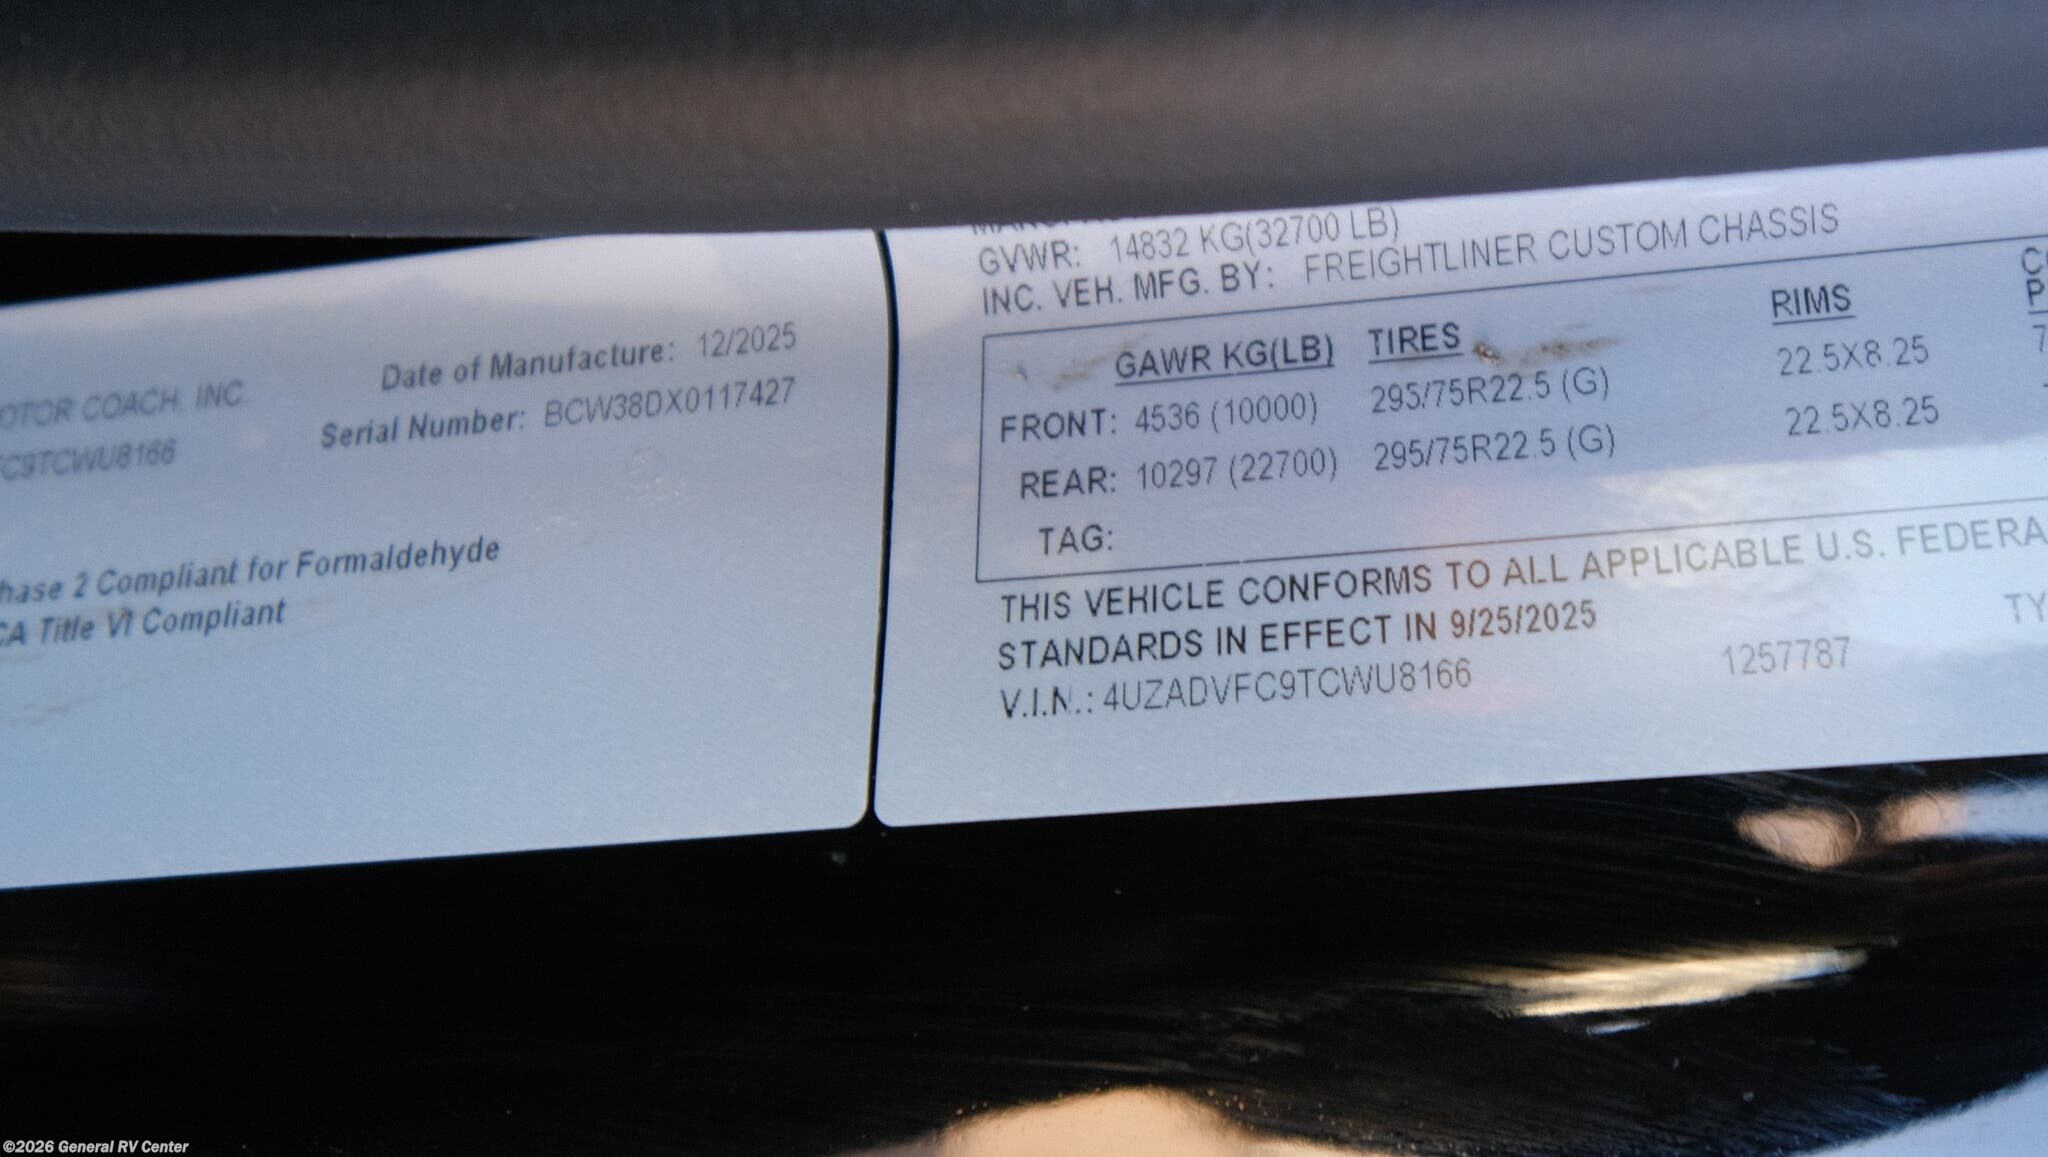 OTOR COACH, INC.
FC9TCWU8166
Date of Manufacture: 12/2025
Serial Number: BCW38DX0117427
hase 2 Compliant for Formaldehyde
CA Title VI Compliant
GVWR: 14832 KG(32700 LB)
INC. VEH. MFG. BY: FREIGHTLINER CUSTOM CHASSIS
GAWR KG(LB) TIRES RIMS
FRONT: 4536 (10000) 295/75R22.5 (G) 22.5X8.25
REAR: 10297 (22700) 295/75R22.5 (G) 22.5X8.25
TAG:
THIS VEHICLE CONFORMS TO ALL APPLICABLE U.S. FEDERA
STANDARDS IN EFFECT IN 9/25/2025
V.I.N.: 4UZADVFC9TCWU8166 1257787 TY
©2026 General RV Center